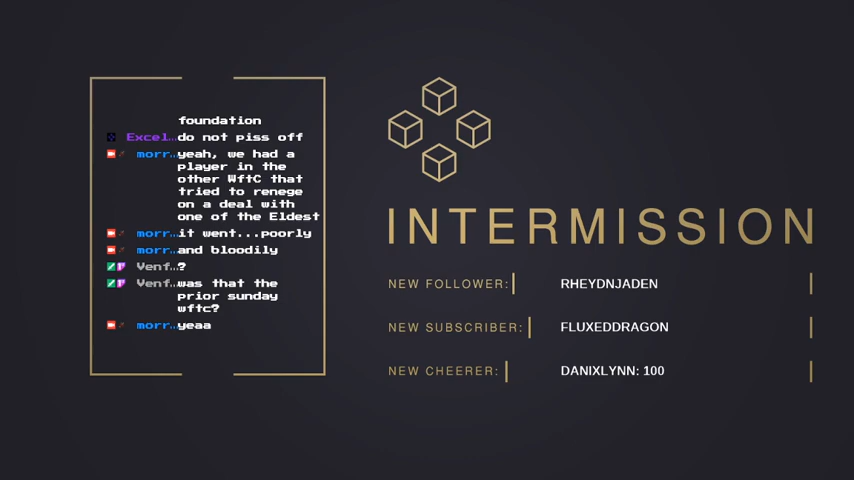 foundation
Excel… do not piss off
morr… yeah, we had a
player in the
other WftC that
tried to renege
on a deal with
one of the Eldest
morr… it went...poorly
morr… and bloodily
Venf… ?
Venf… was that the
prior sunday
wftc?
morr… yeaa
INTERMISSION
NEW FOLLOWER: RHEYDNJADEN
NEW SUBSCRIBER: FLUXEDDRAGON
NEW CHEERER: DANIXLYNN: 100